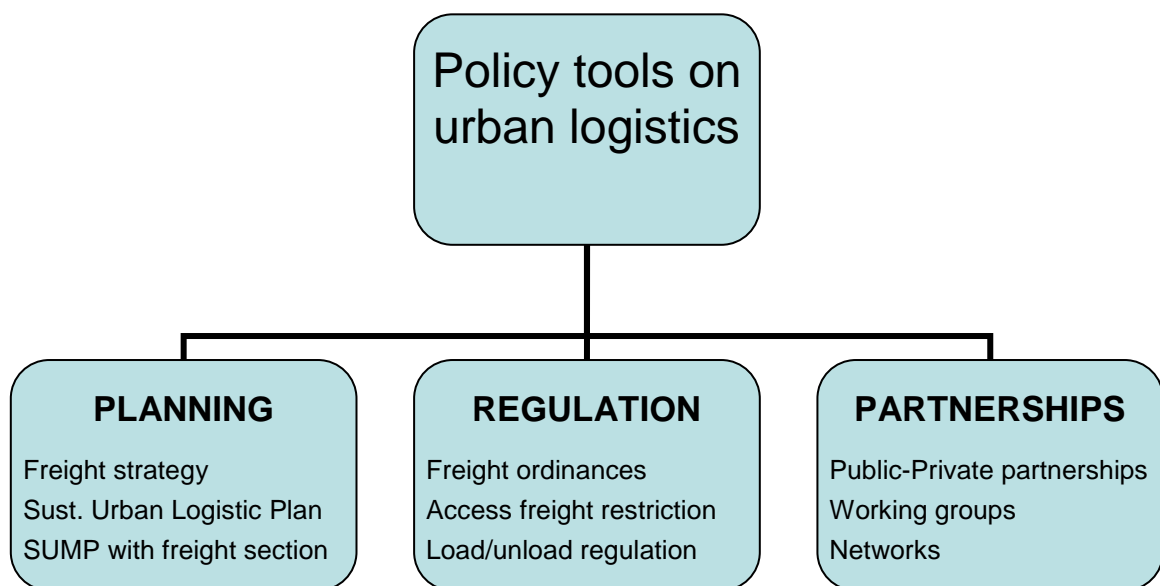 Policy tools on
urban logistics
PLANNING
Freight strategy
Sust. Urban Logistic Plan
SUMP with freight section
REGULATION
Freight ordinances
Access freight restriction
Load/unload regulation
PARTNERSHIPS
Public-Private partnerships
Working groups
Networks